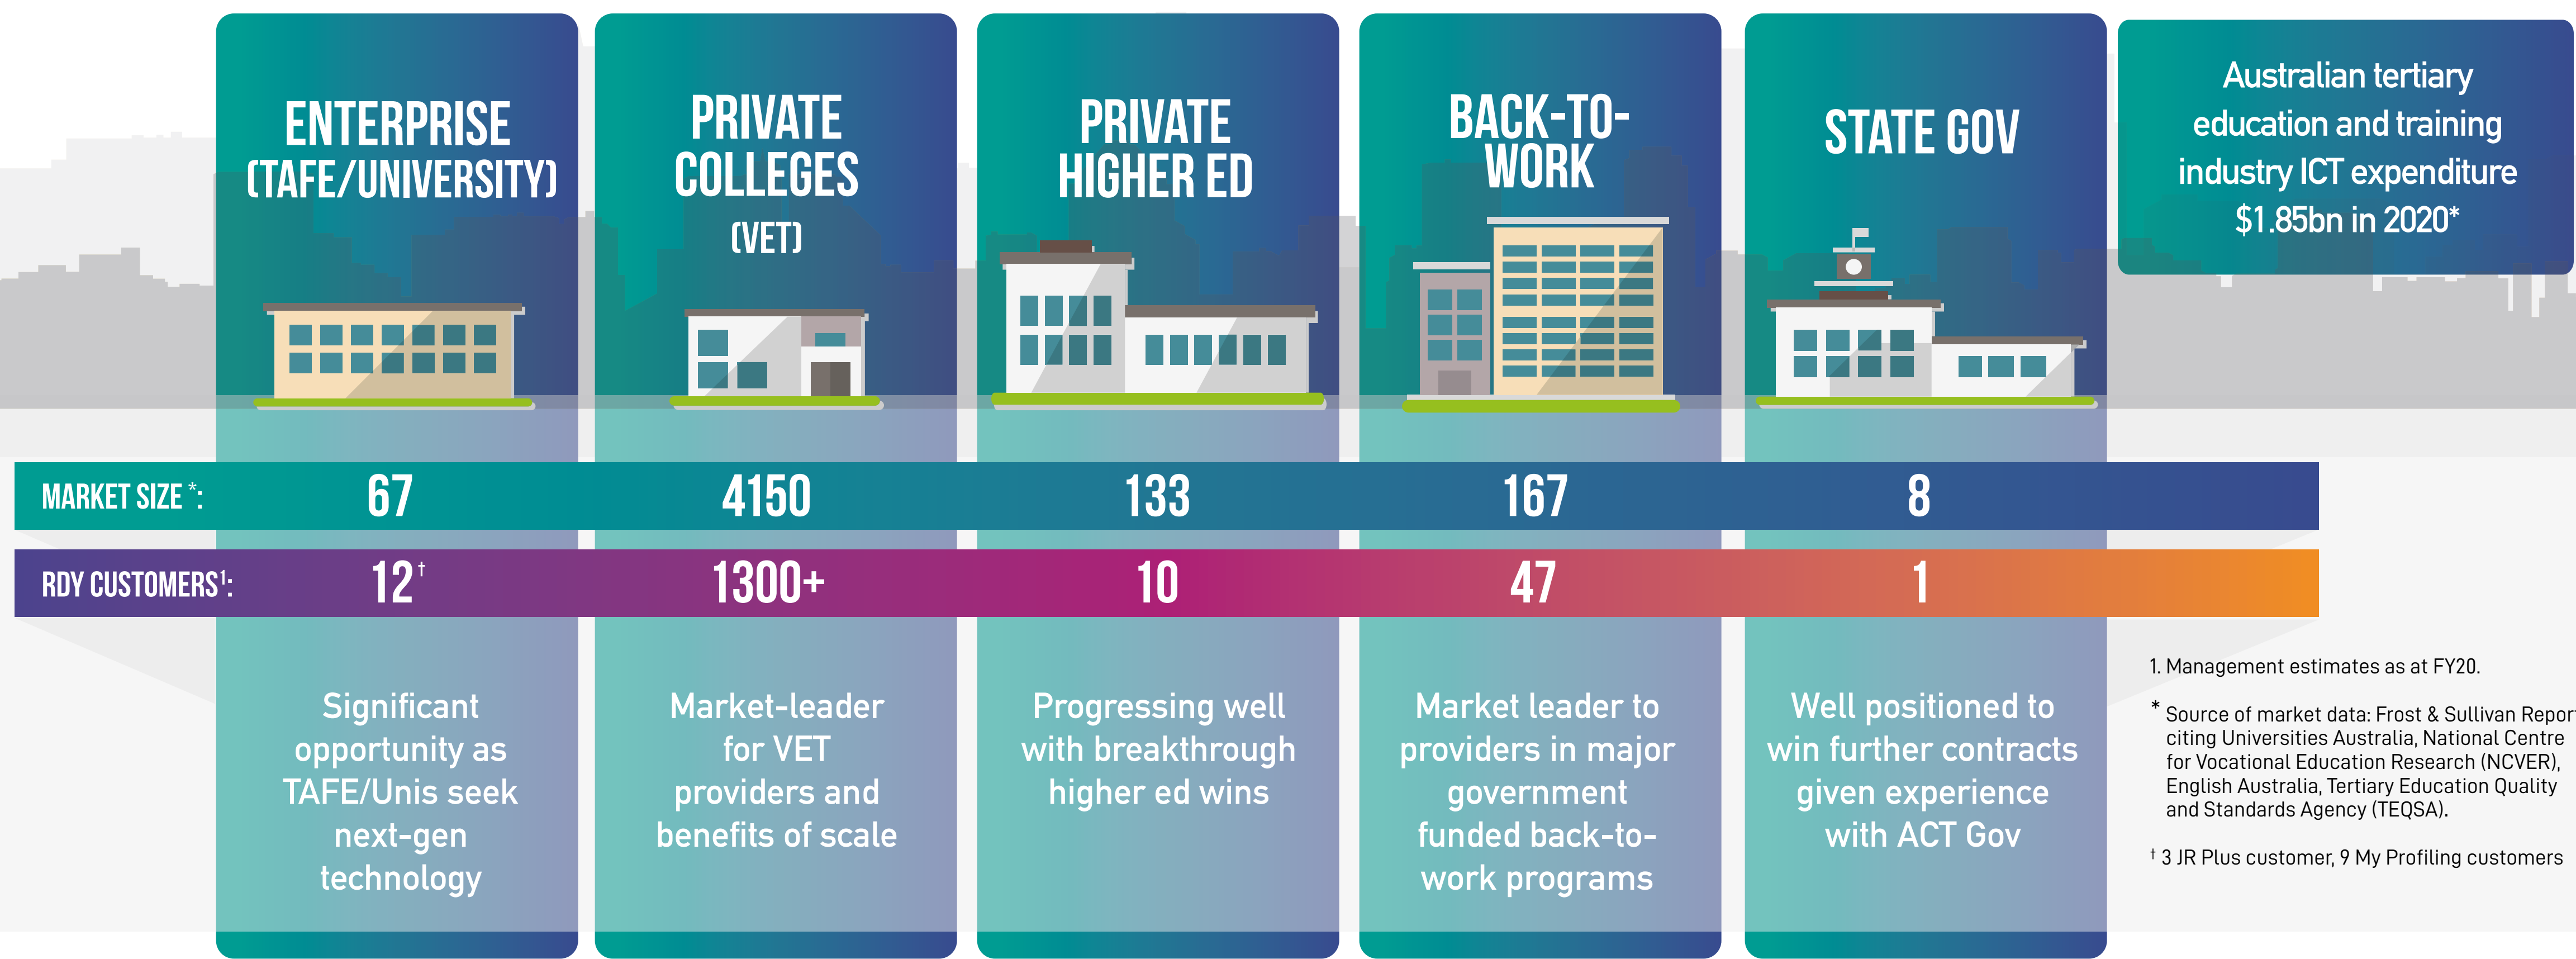 ENTERPRISE
(TAFE/UNIVERSITY)
PRIVATE
COLLEGES
(VET)
PRIVATE
HIGHER ED
BACK-TO-
WORK
STATE GOV
Australian tertiary
education and training
industry ICT expenditure
$1.85bn in 2020*
MARKET SIZE *: 67 4150 133 167 8
RDY CUSTOMERS¹: 12† 1300+ 10 47 1
Significant
opportunity as
TAFE/Unis seek
next-gen
technology
Market-leader
for VET
providers and
benefits of scale
Progressing well
with breakthrough
higher ed wins
Market leader to
providers in major
government
funded back-to-
work programs
Well positioned to
win further contracts
given experience
with ACT Gov
1. Management estimates as at FY20.
* Source of market data: Frost & Sullivan Repor
citing Universities Australia, National Centre
for Vocational Education Research (NCVER),
English Australia, Tertiary Education Quality
and Standards Agency (TEQSA).
† 3 JR Plus customer, 9 My Profiling customers